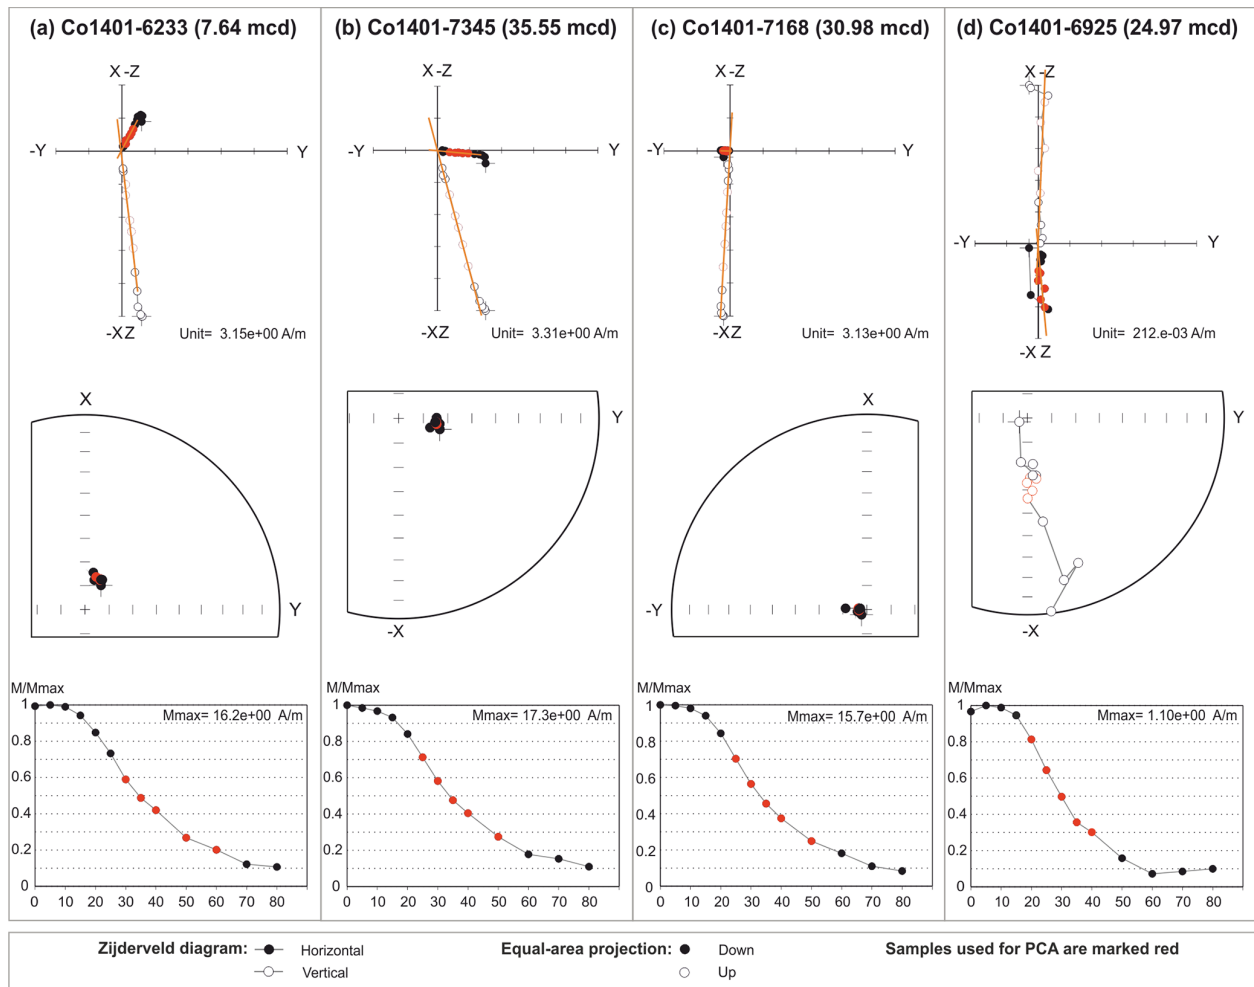 (a) Co1401-6233 (7.64 mcd)
(b) Co1401-7345 (35.55 mcd)
(c) Co1401-7168 (30.98 mcd)
(d) Co1401-6925 (24.97 mcd)
X -Z
-Y
Y
-X Z
Unit= 3.15e+00 A/m
X -Z
-Y
Y
-X Z
Unit= 3.31e+00 A/m
X -Z
-Y
Y
-X Z
Unit= 3.13e+00 A/m
X -Z
-Y
Y
-X Z
Unit= 212.e-03 A/m
X
Y
Y
-X
X
-Y
Y
-X
M/Mmax
Mmax= 16.2e+00 A/m
1
0.8
0.6
0.4
0.2
0
0 10 20 30 40 50 60 70 80
M/Mmax
Mmax= 17.3e+00 A/m
1
0.8
0.6
0.4
0.2
0
0 10 20 30 40 50 60 70 80
M/Mmax
Mmax= 15.7e+00 A/m
1
0.8
0.6
0.4
0.2
0
0 10 20 30 40 50 60 70 80
M/Mmax
Mmax= 1.10e+00 A/m
1
0.8
0.6
0.4
0.2
0
0 10 20 30 40 50 60 70 80
Zijderveld diagram:
Horizontal
Vertical
Equal-area projection:
Down
Up
Samples used for PCA are marked red